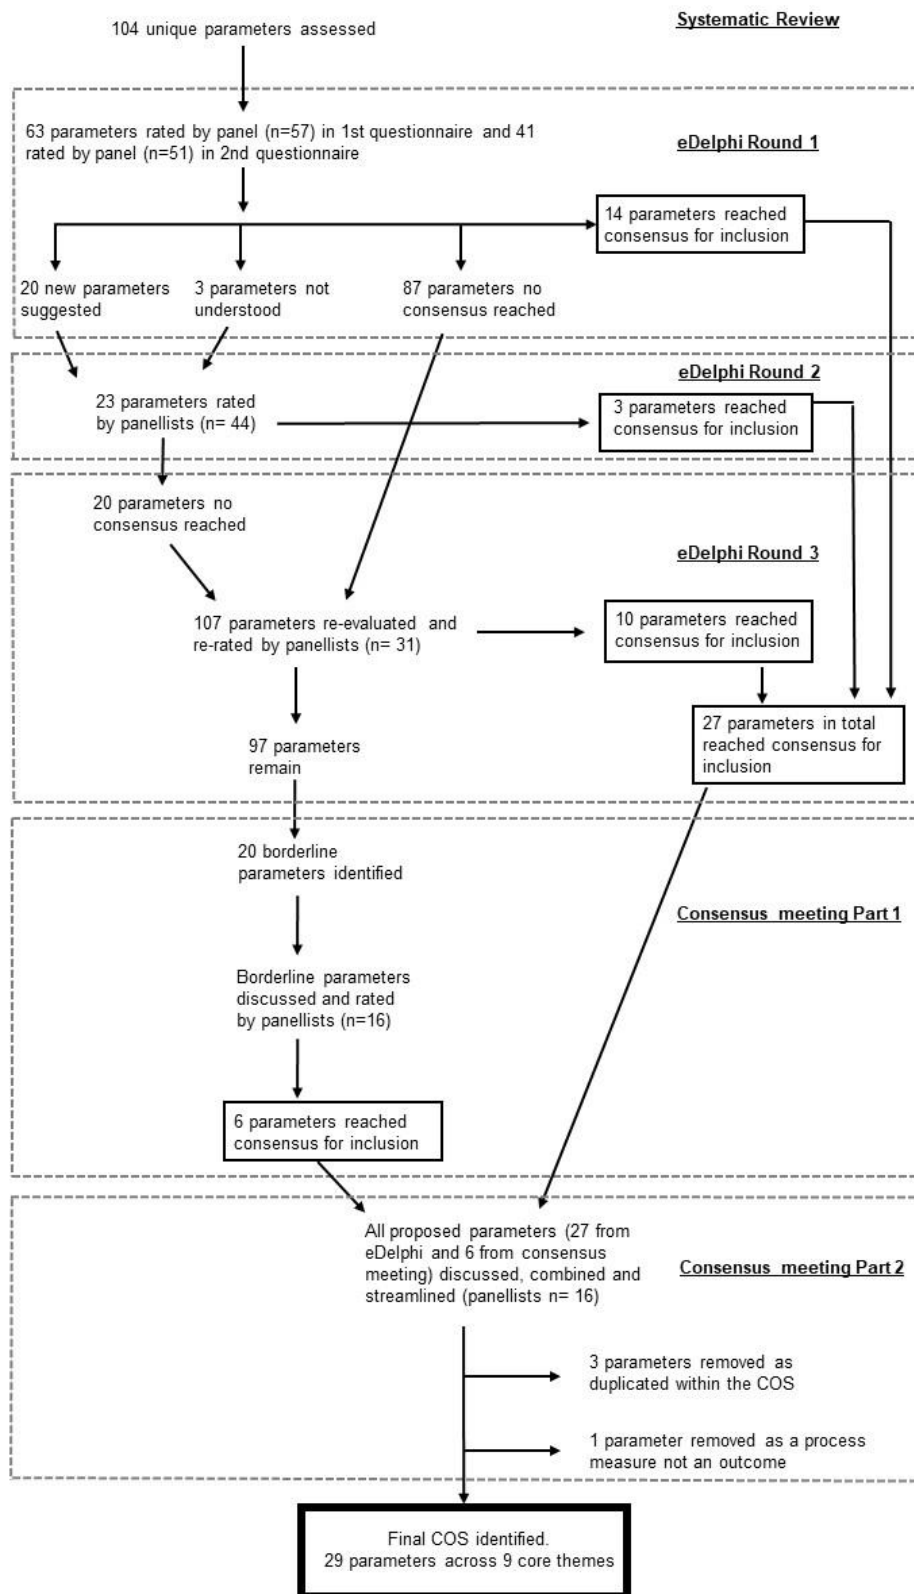 Systematic Review
104 unique parameters assessed
63 parameters rated by panel (n=57) in 1st questionnaire and 41
rated by panel (n=51) in 2nd questionnaire
eDelphi Round 1
14 parameters reached
consensus for inclusion
20 new parameters
suggested
3 parameters not
understood
87 parameters no
consensus reached
eDelphi Round 2
23 parameters rated
by panellists (n= 44)
3 parameters reached
consensus for inclusion
20 parameters no
consensus reached
eDelphi Round 3
107 parameters re-evaluated and
re-rated by panellists (n= 31)
10 parameters reached
consensus for inclusion
27 parameters in total
reached consensus for
inclusion
97 parameters
remain
20 borderline
parameters identified
Consensus meeting Part 1
Borderline parameters
discussed and rated
by panellists (n=16)
6 parameters reached
consensus for inclusion
All proposed parameters (27 from
eDelphi and 6 from consensus
meeting) discussed, combined and
streamlined (panellists n= 16)
Consensus meeting Part 2
3 parameters removed as
duplicated within the COS
1 parameter removed as a process
measure not an outcome
Final COS identified.
29 parameters across 9 core themes